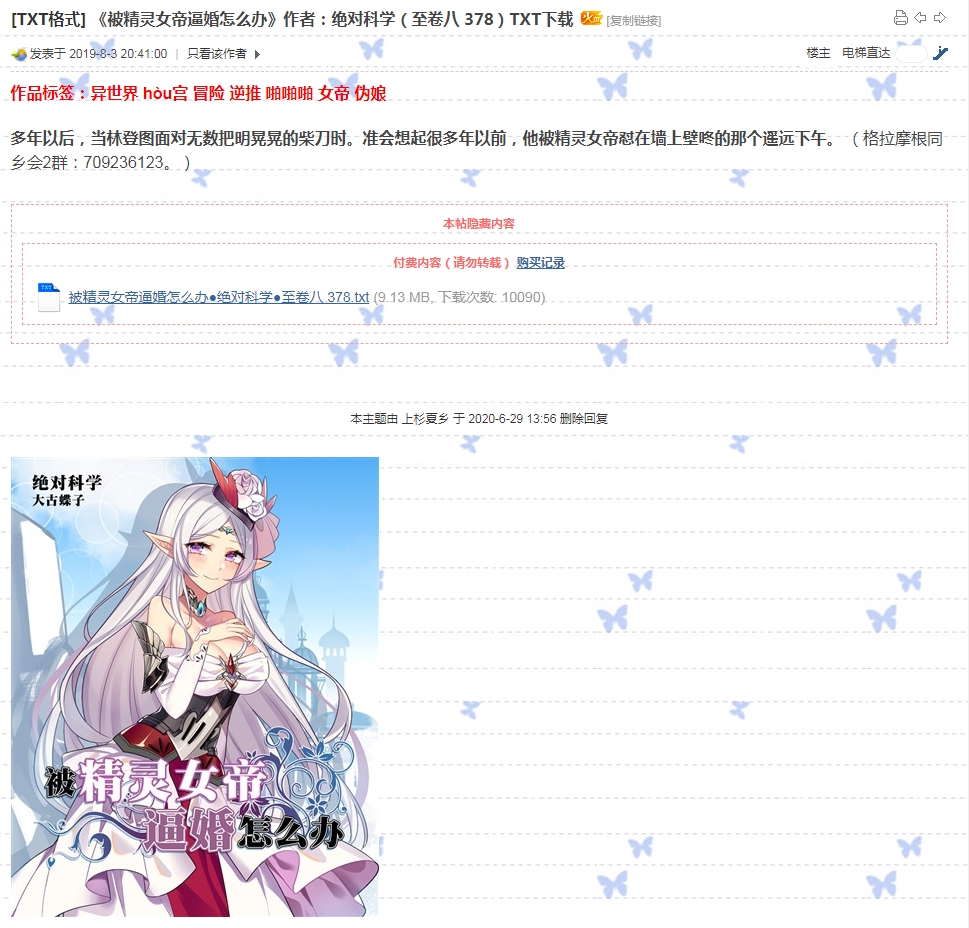 [TXT格式] 《被精灵女帝逼婚怎么办》作者：绝对科学（至卷八 378）TXT下载 火 [复制链接]
发表于 2019-8-3 20:41:00 | 只看该作者
楼主 电梯直达
作品标签：异世界 hòu宫 冒险 逆推 啪啪啪 女帝 伪娘
多年以后，当林登图面对无数把明晃晃的柴刀时。准会想起很多年以前，他被精灵女帝怼在墙上壁咚的那个遥远下午。 （格拉摩根同
乡会2群：709236123。）
本帖隐藏内容
付费内容（请勿转载） 购买记录
TXT
被精灵女帝逼婚怎么办●绝对科学●至卷八 378.txt (9.13 MB, 下载次数: 10090)
本主题由 上杉夏乡 于 2020-6-29 13:56 删除回复
绝对科学
大古蝶子
被精灵女帝
逼婚怎么办